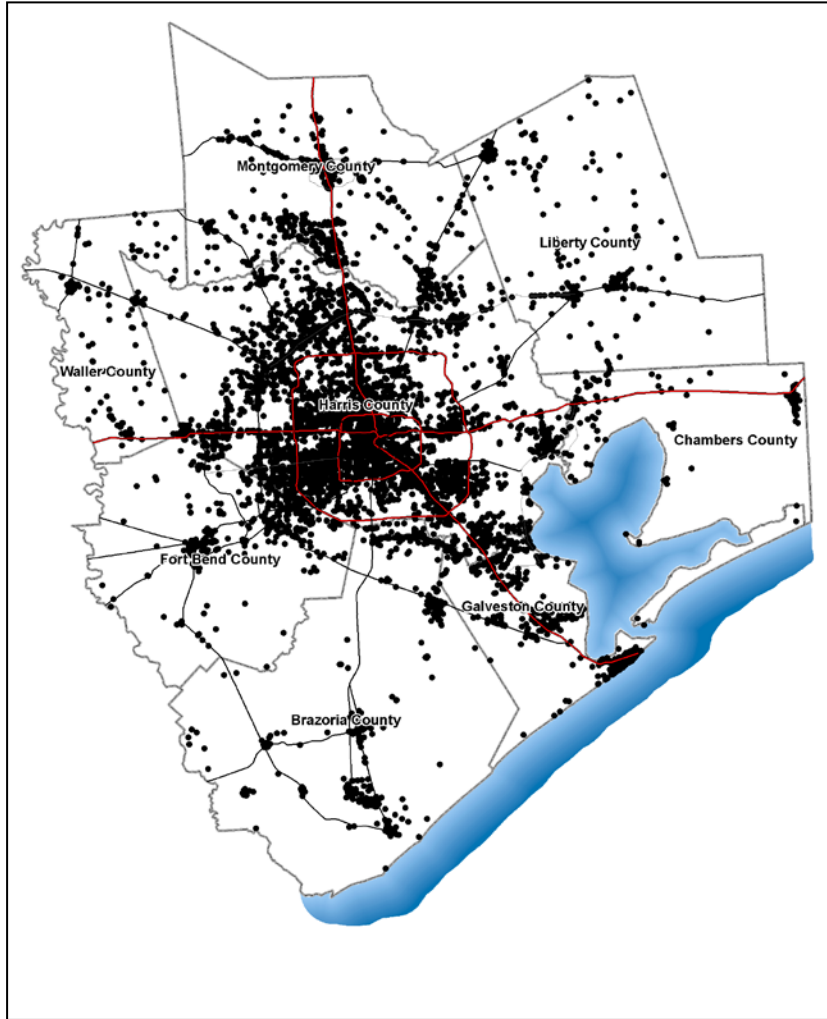 Montgomery County
Liberty County
Waller County
Harris County
Chambers County
Fort Bend County
Galveston County
Brazoria County